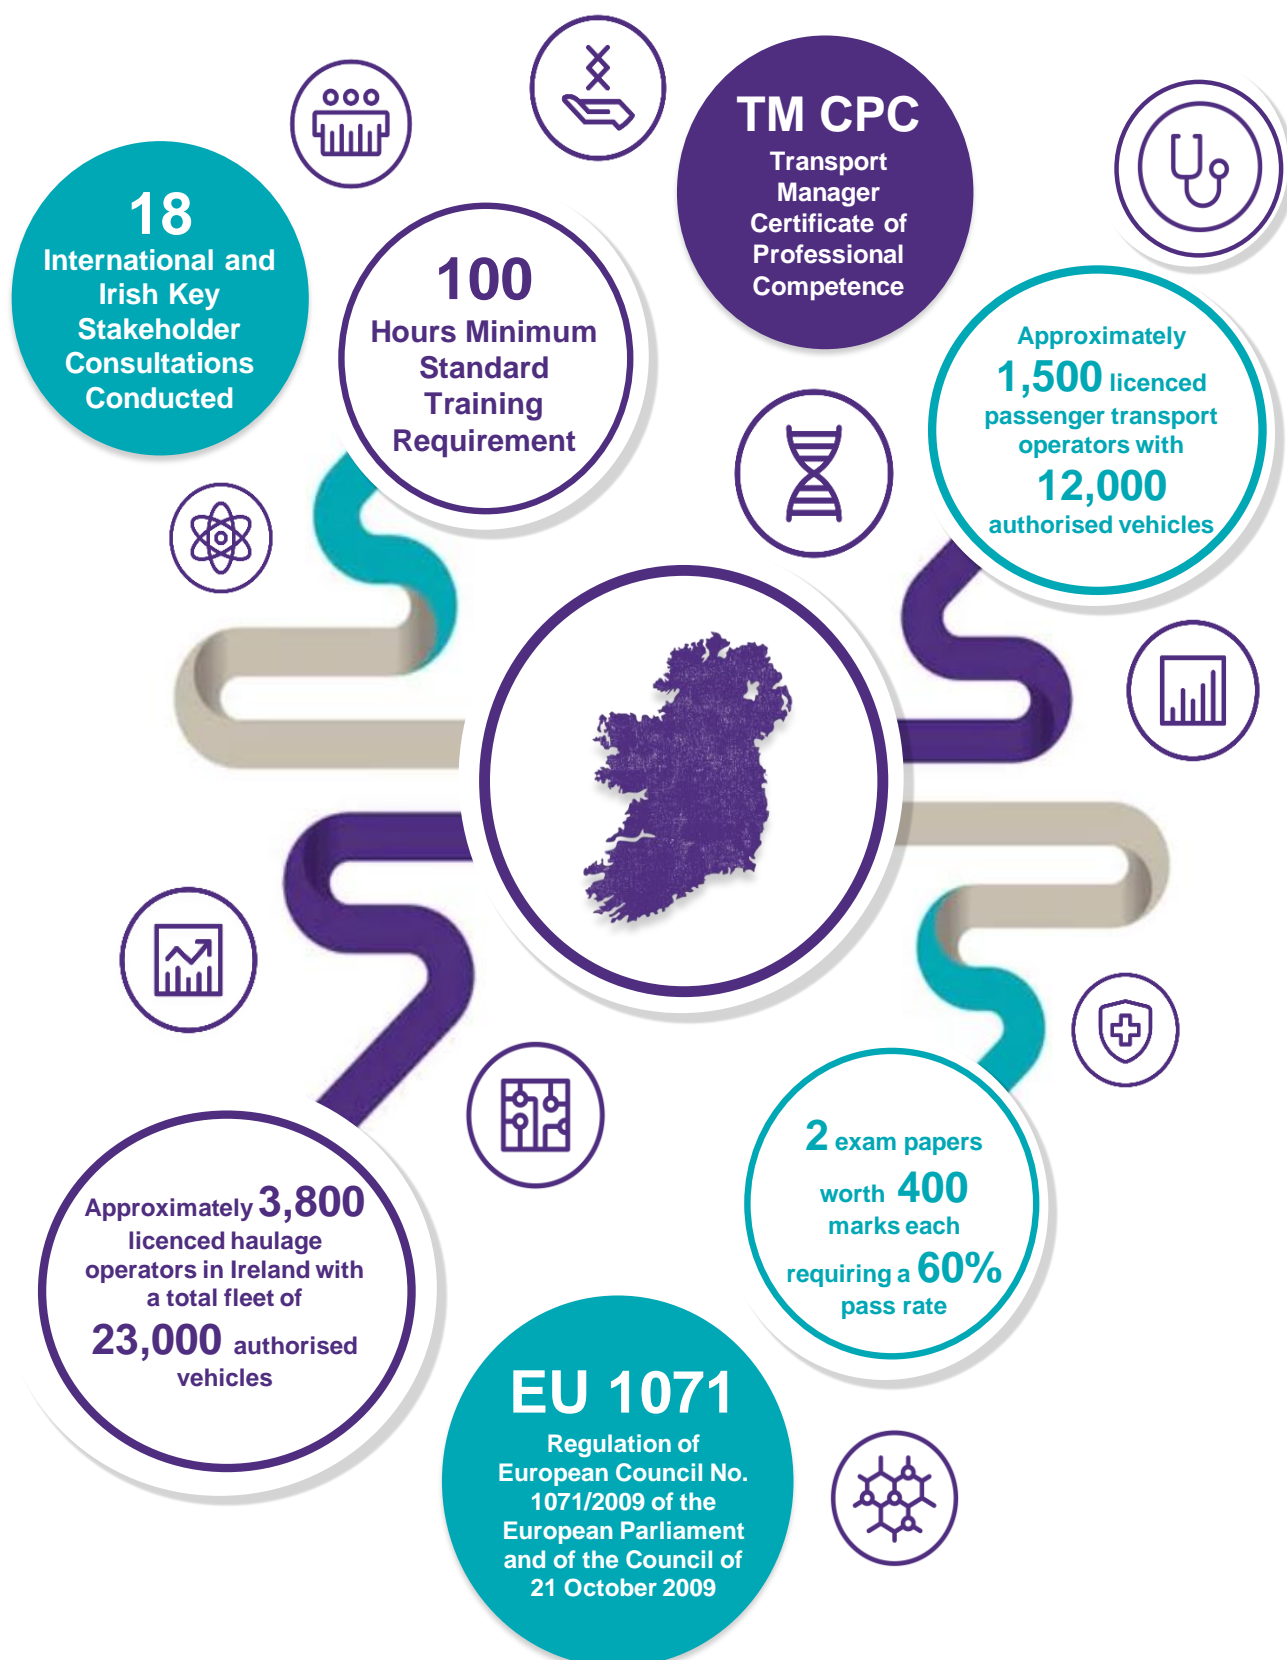 TM CPC
Transport
Manager
Certificate of
Professional
Competence
18
International and
Irish Key
Stakeholder
Consultations
Conducted
100
Hours Minimum
Standard
Training
Requirement
Approximately
1,500 licenced
passenger transport
operators with
12,000
authorised vehicles
Approximately 3,800
licenced haulage
operators in Ireland with
a total fleet of
23,000 authorised
vehicles
2 exam papers
worth 400
marks each
requiring a 60%
pass rate
EU 1071
Regulation of
European Council No.
1071/2009 of the
European Parliament
and of the Council of
21 October 2009